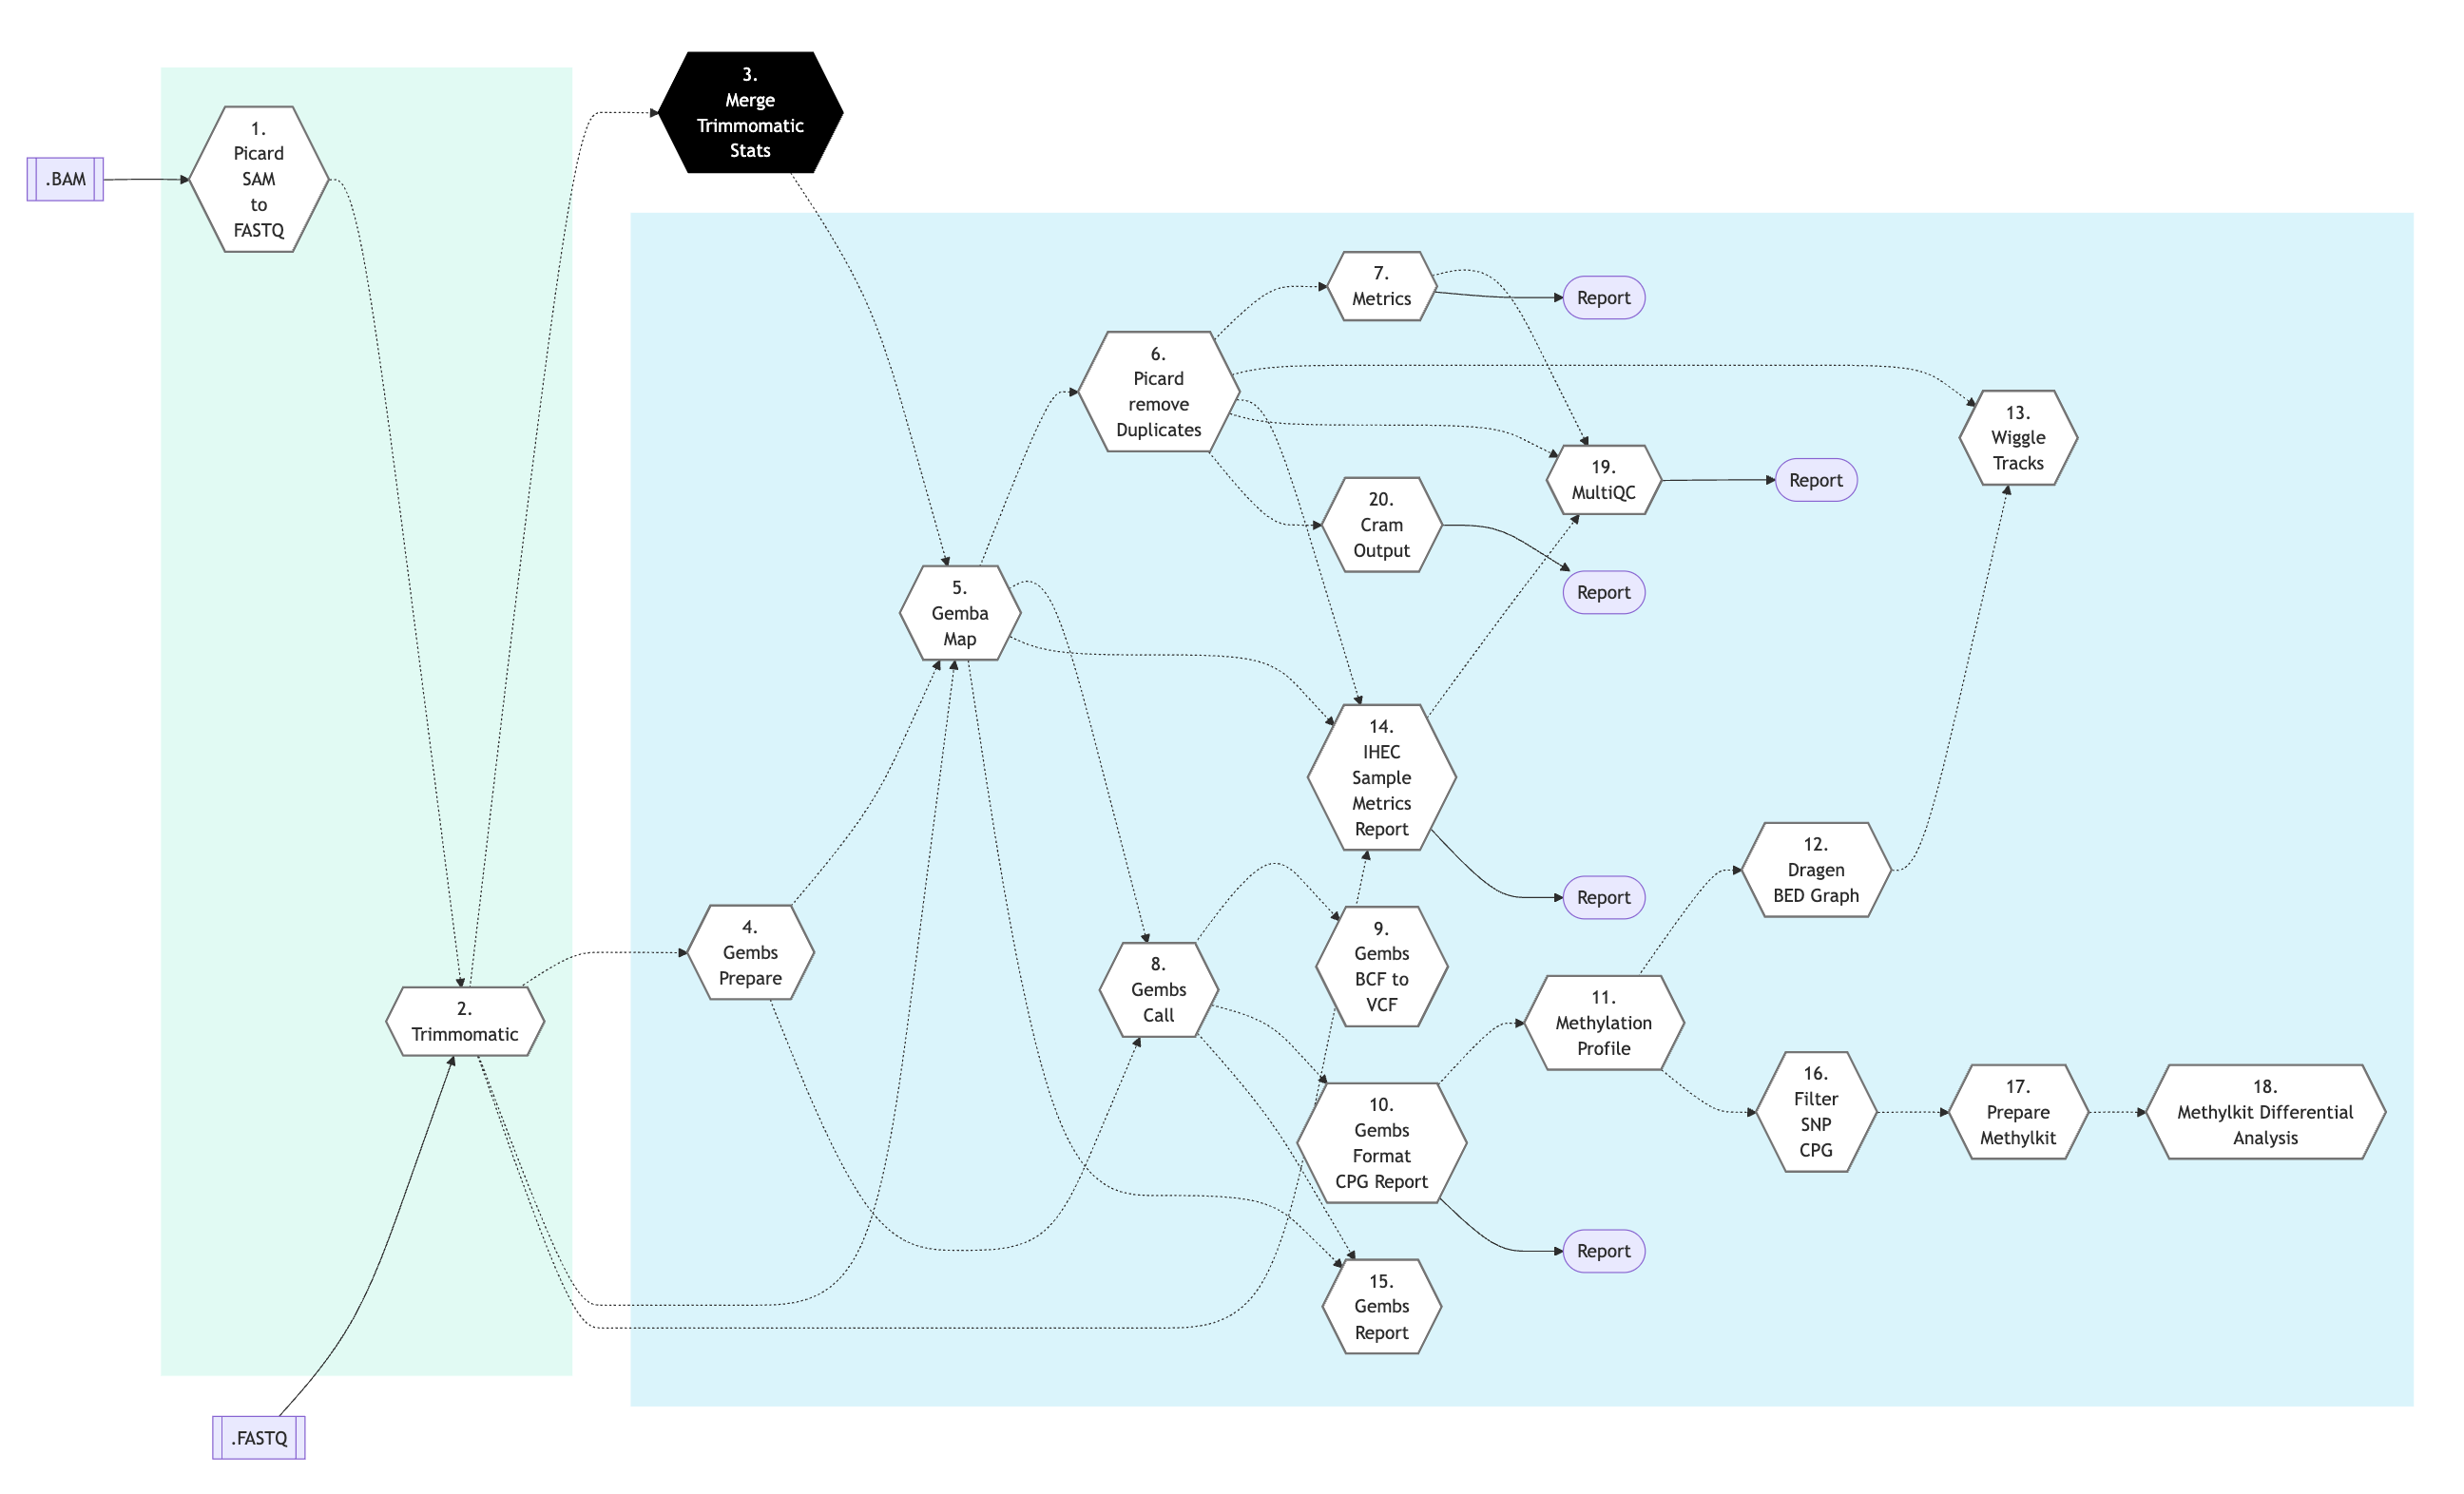 .BAM
1.
Picard
SAM
to
FASTQ
.FASTQ
2.
Trimmomatic
3.
Merge
Trimmomatic
Stats
4.
Gembs
Prepare
5.
Gemba
Map
6.
Picard
remove
Duplicates
7.
Metrics
Report
20.
Cram
Output
Report
19.
MultiQC
Report
13.
Wiggle
Tracks
14.
IHEC
Sample
Metrics
Report
Report
8.
Gembs
Call
9.
Gembs
BCF to
VCF
10.
Gembs
Format
CPG Report
Report
15.
Gembs
Report
11.
Methylation
Profile
12.
Dragen
BED Graph
16.
Filter
SNP
CPG
17.
Prepare
Methylkit
18.
Methylkit Differential
Analysis